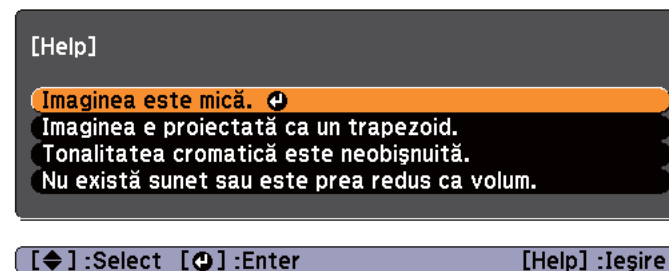 [Help]
Imaginea este mică.
Imaginea e proiectată ca un trapezoid.
Tonalitatea cromatică este neobişnuită.
Nu există sunet sau este prea redus ca volum.
[◆] :Select [↵] :Enter [Help] :Ieşire